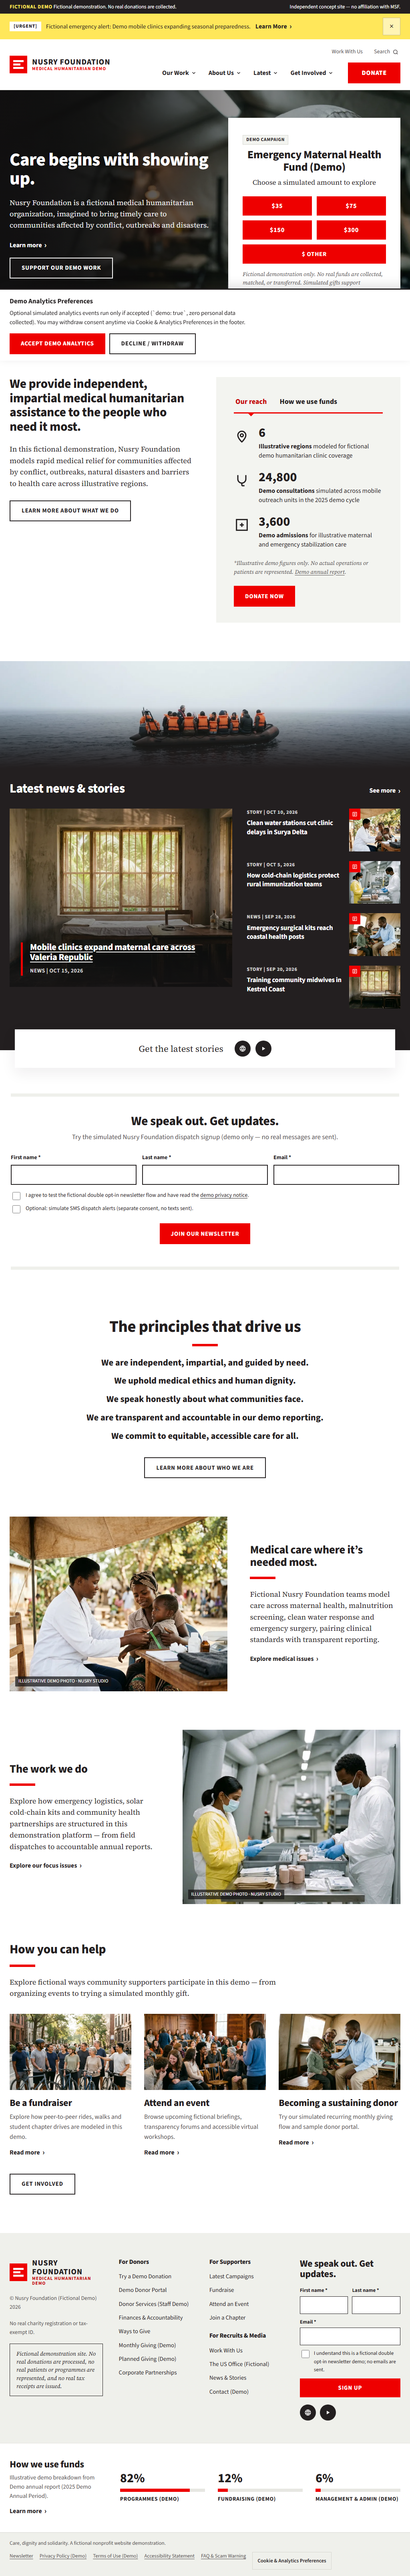 FICTIONAL DEMO Fictional demonstration. No real donations are collected.
Independent concept site — no affiliation with MSF.
[URGENT] Fictional emergency alert: Demo mobile clinics expanding seasonal preparedness. Learn More ›
×
Work With Us
Search
NUSRY FOUNDATION
MEDICAL HUMANITARIAN DEMO
Our Work
About Us
Latest
Get Involved
DONATE
Care begins with showing
up.
Nusry Foundation is a fictional medical humanitarian
organization, imagined to bring timely care to
communities affected by conflict, outbreaks and disasters.
Learn more ›
SUPPORT OUR DEMO WORK
DEMO CAMPAIGN
Emergency Maternal Health
Fund (Demo)
Choose a simulated amount to explore
$35
$75
$150
$300
$ OTHER
Fictional demonstration only. No real funds are collected,
matched, or transferred. Simulated gifts support
Demo Analytics Preferences
Optional simulated analytics events run only if accepted (`demo: true`, zero personal data
collected). You may withdraw consent anytime via Cookie & Analytics Preferences in the footer.
ACCEPT DEMO ANALYTICS
DECLINE / WITHDRAW
We provide independent,
impartial medical humanitarian
assistance to the people who
need it most.
In this fictional demonstration, Nusry Foundation
models rapid medical relief for communities affected
by conflict, outbreaks, natural disasters and barriers
to health care across illustrative regions.
LEARN MORE ABOUT WHAT WE DO
Our reach
How we use funds
6
Illustrative regions modeled for fictional
demo humanitarian clinic coverage
24,800
Demo consultations simulated across mobile
outreach units in the 2025 demo cycle
3,600
Demo admissions for illustrative maternal
and emergency stabilization care
*Illustrative demo figures only. No actual operations or
patients are represented. Demo annual report.
DONATE NOW
Latest news & stories
See more ›
Mobile clinics expand maternal care across
Valeria Republic
NEWS | OCT 15, 2026
STORY | OCT 10, 2026
Clean water stations cut clinic
delays in Surya Delta
STORY | OCT 5, 2026
How cold-chain logistics protect
rural immunization teams
NEWS | SEP 28, 2026
Emergency surgical kits reach
coastal health posts
STORY | SEP 20, 2026
Training community midwives in
Kestrel Coast
Get the latest stories
We speak out. Get updates.
Try the simulated Nusry Foundation dispatch signup (demo only — no real messages are sent).
First name *
Last name *
Email *
I agree to test the fictional double opt-in newsletter flow and have read the demo privacy notice.
Optional: simulate SMS dispatch alerts (separate consent, no texts sent).
JOIN OUR NEWSLETTER
The principles that drive us
We are independent, impartial, and guided by need.
We uphold medical ethics and human dignity.
We speak honestly about what communities face.
We are transparent and accountable in our demo reporting.
We commit to equitable, accessible care for all.
LEARN MORE ABOUT WHO WE ARE
ILLUSTRATIVE DEMO PHOTO · NUSRY STUDIO
Medical care where it’s
needed most.
Fictional Nusry Foundation teams model
care across maternal health, malnutrition
screening, clean water response and
emergency surgery, pairing clinical
standards with transparent reporting.
Explore medical issues ›
The work we do
Explore how emergency logistics, solar
cold-chain kits and community health
partnerships are structured in this
demonstration platform — from field
dispatches to accountable annual reports.
Explore our focus issues ›
ILLUSTRATIVE DEMO PHOTO · NUSRY STUDIO
How you can help
Explore fictional ways community supporters participate in this demo — from
organizing events to trying a simulated monthly gift.
Be a fundraiser
Explore how peer-to-peer rides, walks and
student chapter drives are modeled in this
demo.
Read more ›
Attend an event
Browse upcoming fictional briefings,
transparency forums and accessible virtual
workshops.
Read more ›
Becoming a sustaining donor
Try our simulated recurring monthly giving
flow and sample donor portal.
Read more ›
GET INVOLVED
NUSRY
FOUNDATION
MEDICAL HUMANITARIAN
DEMO
© Nusry Foundation (Fictional Demo)
2026
No real charity registration or tax-
exempt ID.
Fictional demonstration site. No
real donations are processed, no
real patients or programmes are
represented, and no real tax
receipts are issued.
For Donors
Try a Demo Donation
Demo Donor Portal
Donor Services (Staff Demo)
Finances & Accountability
Ways to Give
Monthly Giving (Demo)
Planned Giving (Demo)
Corporate Partnerships
For Supporters
Latest Campaigns
Fundraise
Attend an Event
Join a Chapter
For Recruits & Media
Work With Us
The US Office (Fictional)
News & Stories
Contact (Demo)
We speak out. Get
updates.
First name *
Last name *
Email *
I understand this is a fictional double
opt-in newsletter demo; no emails are
sent.
SIGN UP
How we use funds
Illustrative demo breakdown from
Demo annual report (2025 Demo
Annual Period).
Learn more ›
82%
PROGRAMMES (DEMO)
12%
FUNDRAISING (DEMO)
6%
MANAGEMENT & ADMIN (DEMO)
Care, dignity and solidarity. A fictional nonprofit website demonstration.
Newsletter
Privacy Policy (Demo)
Terms of Use (Demo)
Accessibility Statement
FAQ & Scam Warning
Cookie & Analytics Preferences